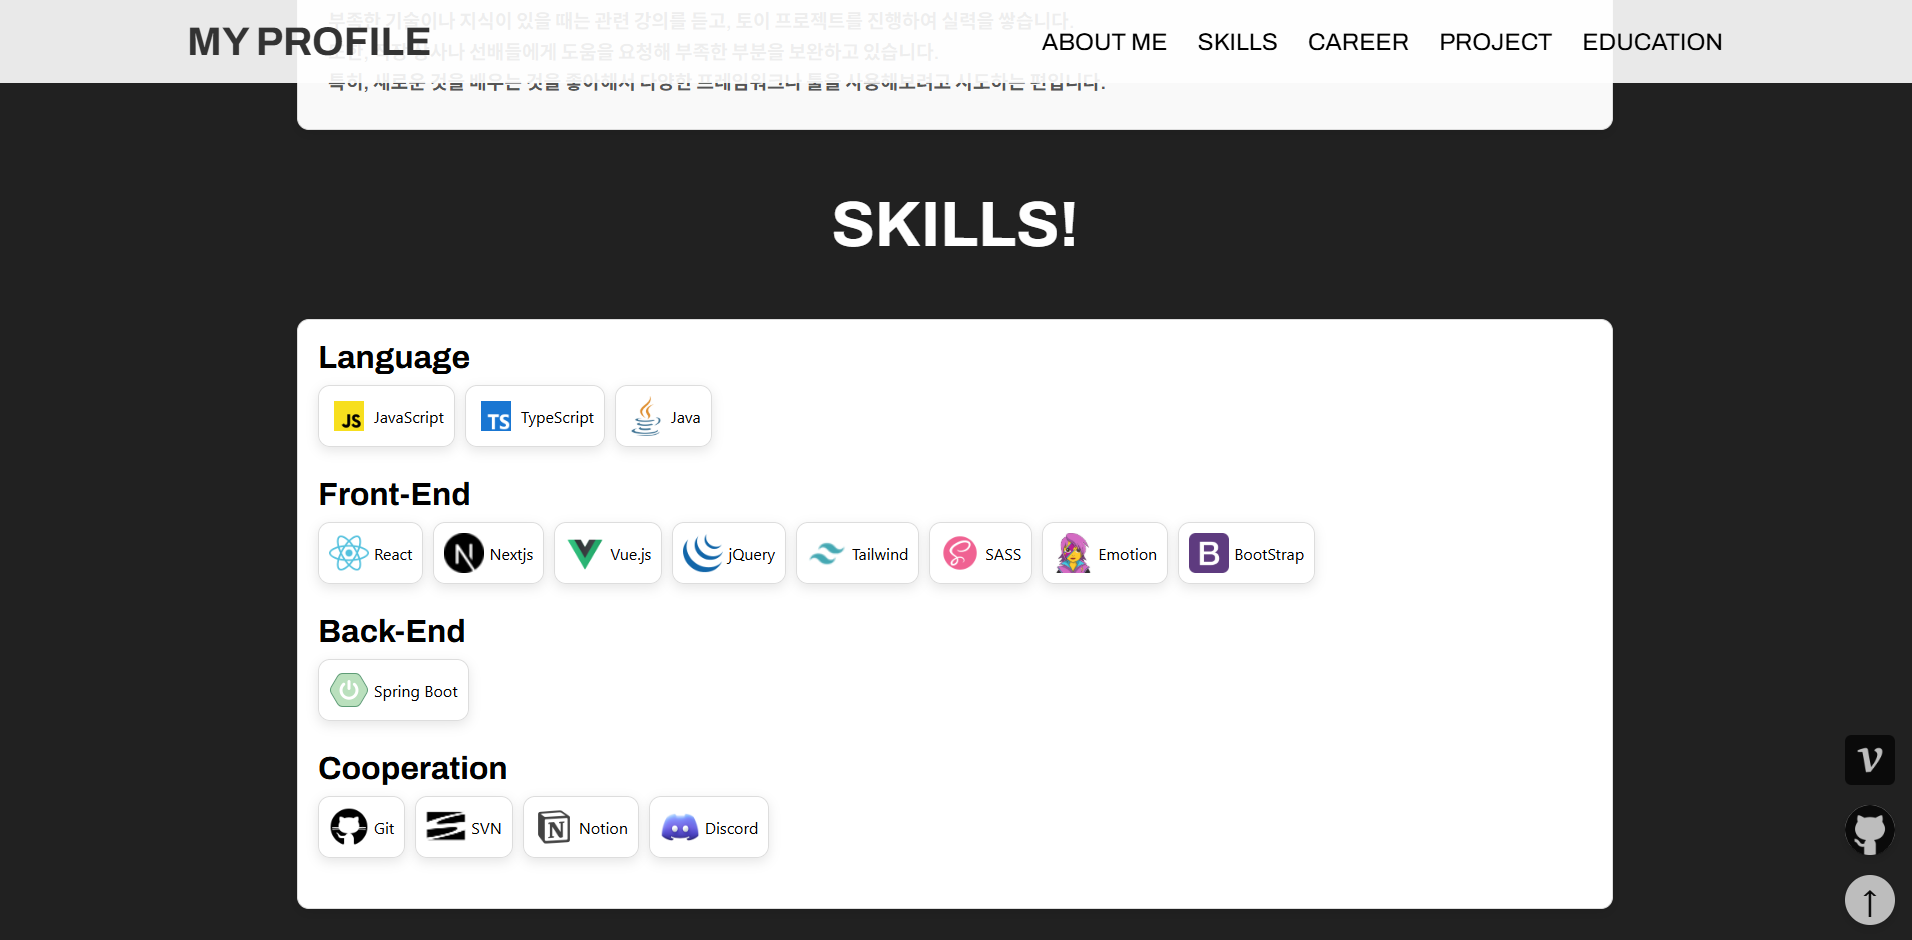 MY PROFILE
ABOUT ME
SKILLS
CAREER
PROJECT
EDUCATION
부족한 기술이나 지식이 있을 때는 관련 강의를 듣고, 토이 프로젝트를 진행하여 실력을 쌓습니다.
선배들에게 도움을 요청해 부족한 부분을 보완하고 있습니다.
특히, 새로운 것을 배우는 것을 좋아해서 다양한 프레임워크나 툴을 사용해보려고 시도하는 편입니다.
SKILLS!
Language
JS JavaScript
TS TypeScript
Java
Front-End
React
N Nextjs
Vue.js
jQuery
Tailwind
SASS
Emotion
B BootStrap
Back-End
Spring Boot
Cooperation
Git
SVN
N Notion
Discord
v
↑